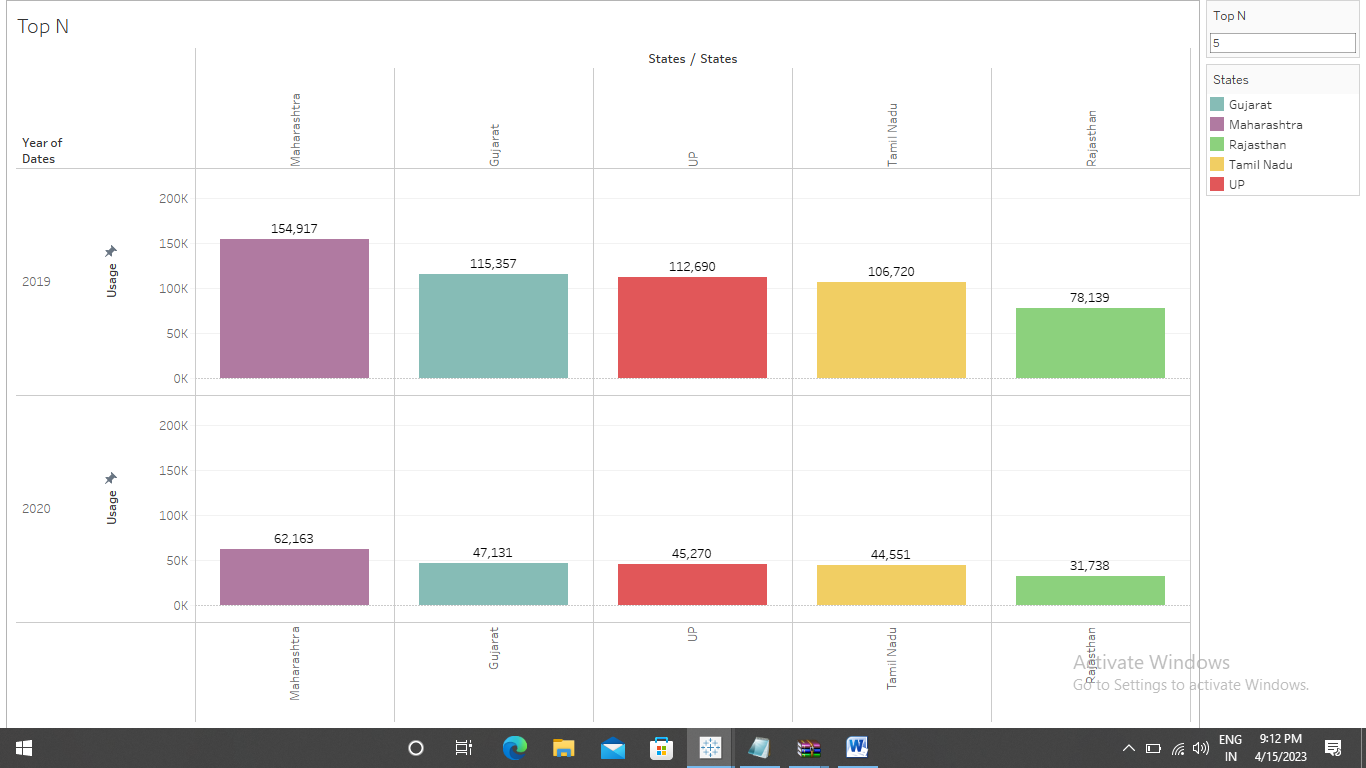 Top N
States / States
Year of
Dates
Maharashtra
Gujarat
UP
Tamil Nadu
Rajasthan
2019
Usage
200K
150K
100K
50K
0K
154,917
115,357
112,690
106,720
78,139
2020
Usage
200K
150K
100K
50K
0K
62,163
47,131
45,270
44,551
31,738
Maharashtra
Gujarat
UP
Tamil Nadu
Rajasthan
Top N
5
States
Gujarat
Maharashtra
Rajasthan
Tamil Nadu
UP
Activate Windows
Go to Settings to activate Windows.
ENG
IN
9:12 PM
4/15/2023